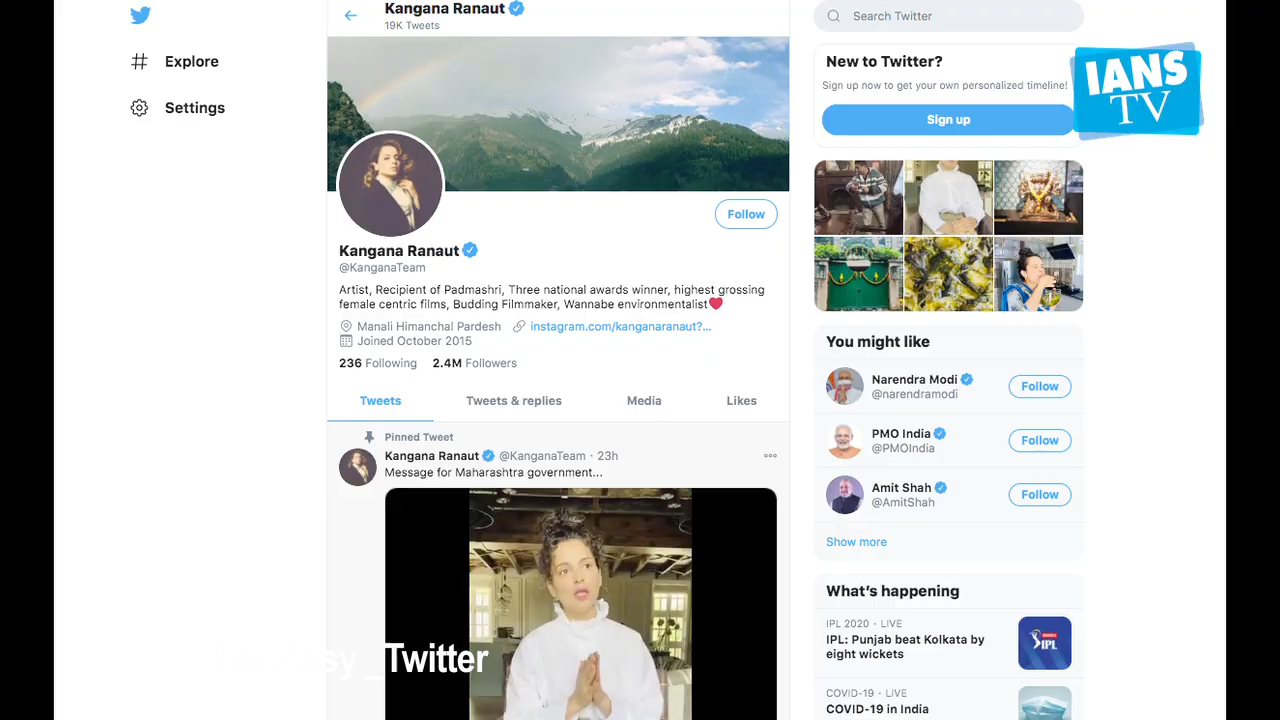 Kangana Ranaut
19K Tweets
Explore
Settings
Search Twitter
New to Twitter?
Sign up now to get your own personalized timeline!
Sign up
IANS
TV
Follow
Kangana Ranaut
@KanganaTeam
Artist, Recipient of Padmashri, Three national awards winner, highest grossing
female centric films, Budding Filmmaker, Wannabe environmentalist❤️
Manali Himanchal Pardesh instagram.com/kanganaranaut?...
Joined October 2015
236 Following 2.4M Followers
Tweets Tweets & replies Media Likes
Pinned Tweet
Kangana Ranaut @KanganaTeam · 23h
Message for Maharashtra government...
You might like
Narendra Modi
@narendramodi
Follow
PMO India
@PMOIndia
Follow
Amit Shah
@AmitShah
Follow
Show more
What's happening
IPL 2020 · LIVE
IPL: Punjab beat Kolkata by
eight wickets
IPL
COVID-19 · LIVE
COVID-19 in India
sy_Twitter